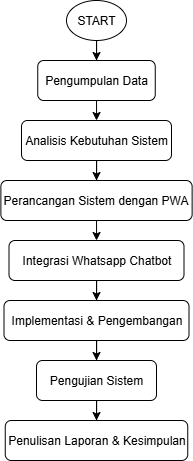 START
Pengumpulan Data
Analisis Kebutuhan Sistem
Perancangan Sistem dengan PWA
Integrasi Whatsapp Chatbot
Implementasi & Pengembangan
Pengujian Sistem
Penulisan Laporan & Kesimpulan